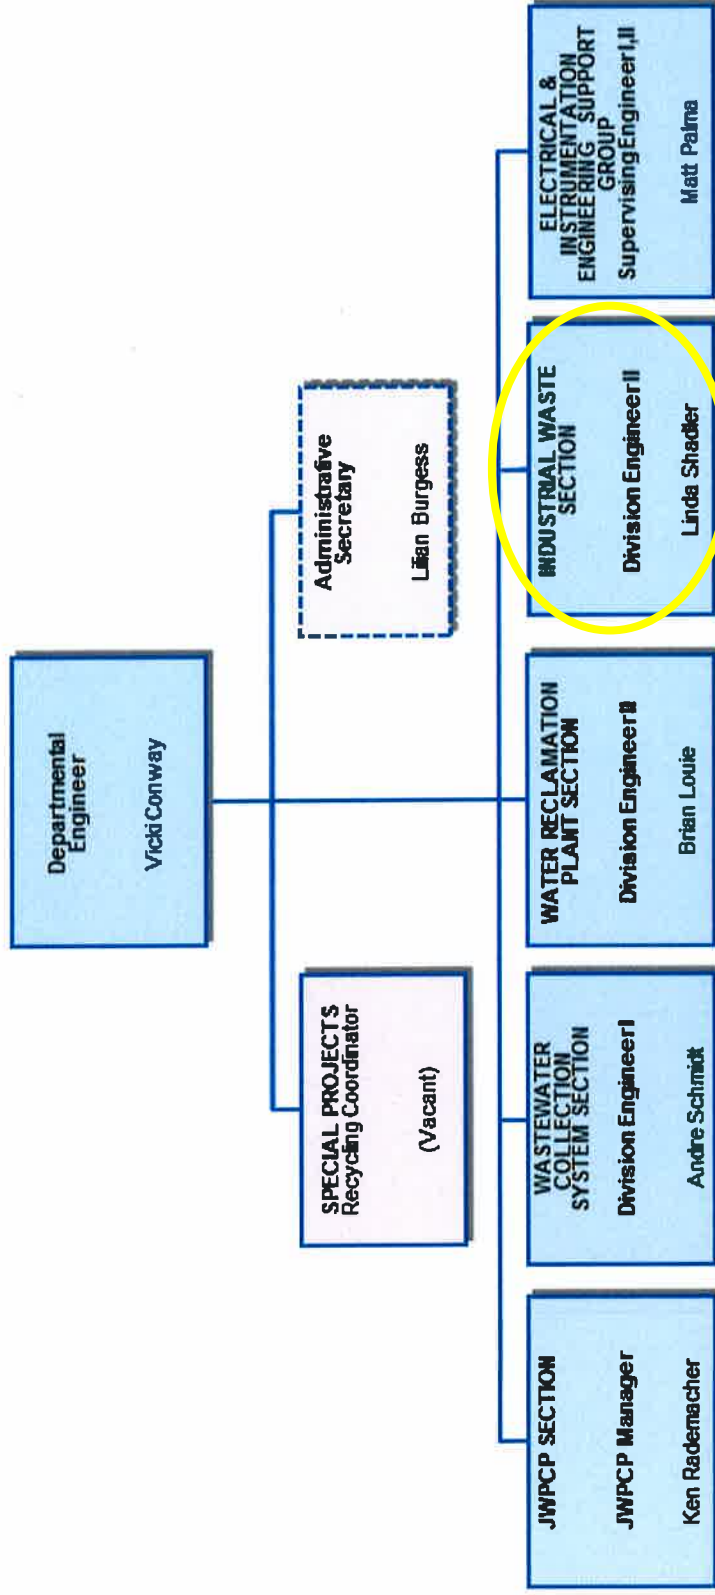 Departmental
Engineer
Vicki Conway
SPECIAL PROJECTS
Recycling Coordinator
(Vacant)
Administrative
Secretary
Lilian Burgess
JWPCP SECTION
JWPCP Manager
Ken Rademacher
WASTEWATER
COLLECTION
SYSTEM SECTION
Division Engineer I
Andre Schmidt
WATER RECLAMATION
PLANT SECTION
Division Engineer II
Brian Louie
INDUSTRIAL WASTE
SECTION
Division Engineer II
Linda Shadler
ELECTRICAL &
INSTRUMENTATION
ENGINEERING SUPPORT
GROUP
Supervising Engineer I,II
Matt Palma